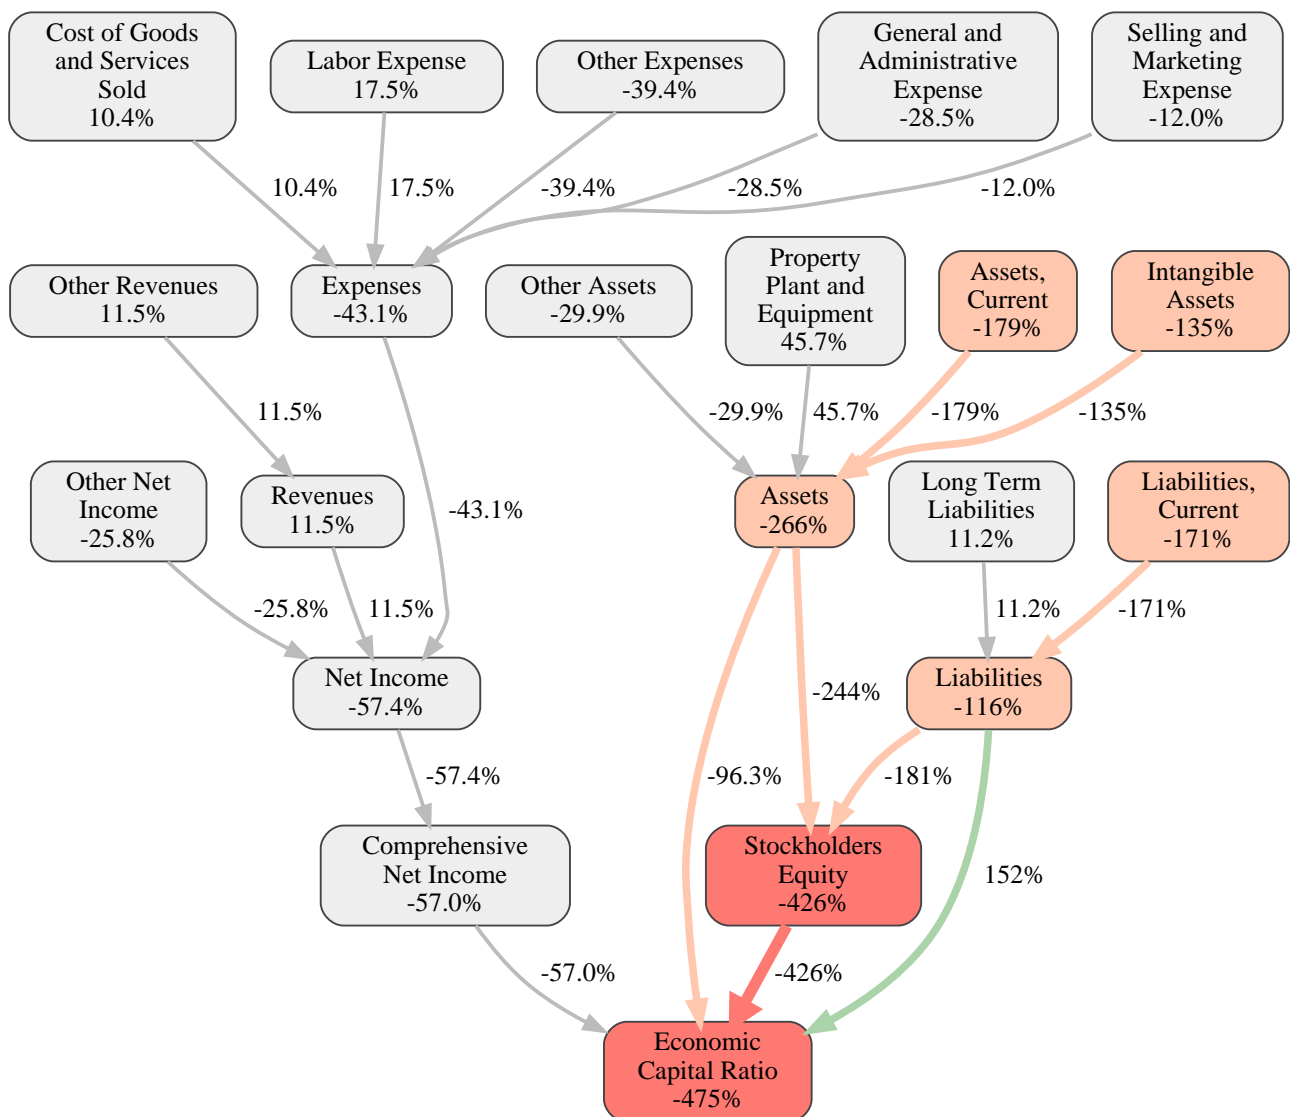 Cost of Goods
and Services
Sold
10.4%
Labor Expense
17.5%
Other Expenses
-39.4%
General and
Administrative
Expense
-28.5%
Selling and
Marketing
Expense
-12.0%
10.4%
17.5%
-39.4%
-28.5%
-12.0%
Other Revenues
11.5%
Expenses
-43.1%
Other Assets
-29.9%
Property
Plant and
Equipment
45.7%
Assets,
Current
-179%
Intangible
Assets
-135%
11.5%
-29.9%
45.7%
-179%
-135%
Other Net
Income
-25.8%
Revenues
11.5%
-43.1%
Assets
-266%
Long Term
Liabilities
11.2%
Liabilities,
Current
-171%
-25.8%
11.5%
11.2%
-171%
Net Income
-57.4%
-244%
Liabilities
-116%
-57.4%
-96.3%
-181%
Comprehensive
Net Income
-57.0%
Stockholders
Equity
-426%
152%
-57.0%
-426%
Economic
Capital Ratio
-475%